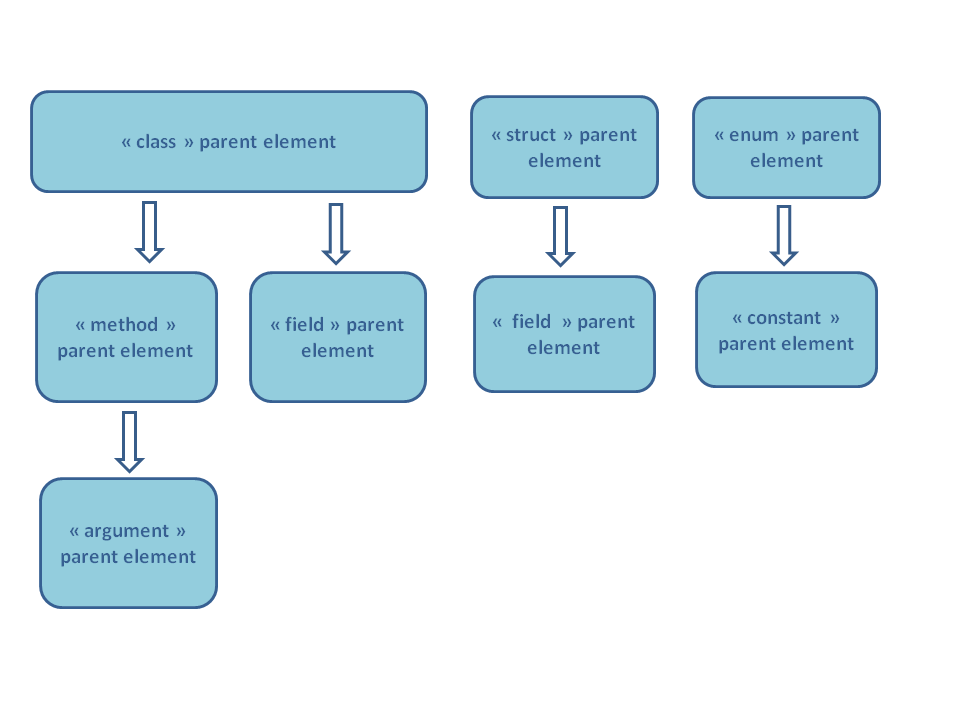 « class » parent element
« struct » parent
element
« enum » parent
element
« method »
parent element
« field » parent
element
« field » parent
element
« constant »
parent element
« argument »
parent element